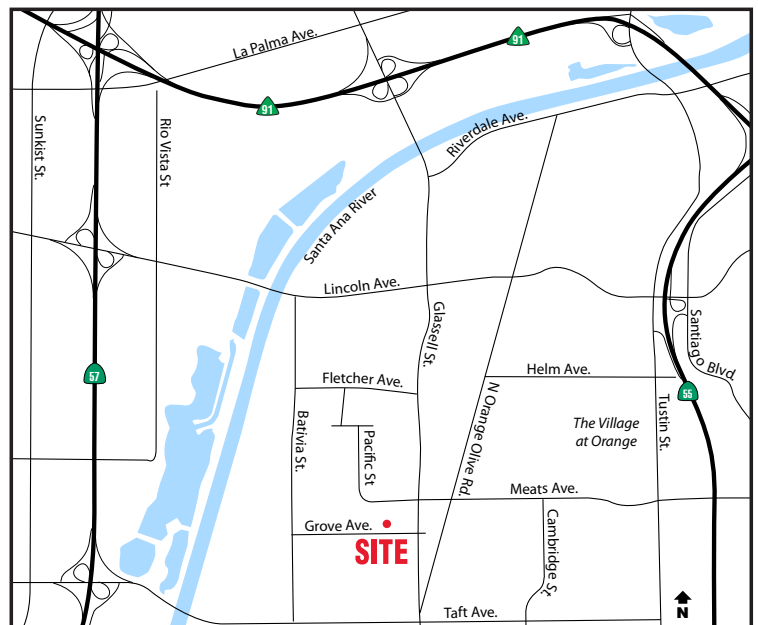 La Palma Ave.
91
91
Sunkist St.
Rio Vista St
Riverdale Ave.
Santa Ana River
Lincoln Ave.
Glassell St.
Santiago Blvd.
57
Fletcher Ave.
Helm Ave.
55
N Orange Olive Rd.
Tustin St.
Bativia St.
Pacific St
The Village
at Orange
Meats Ave.
Grove Ave.
SITE
Cambridge St.
Taft Ave.
N